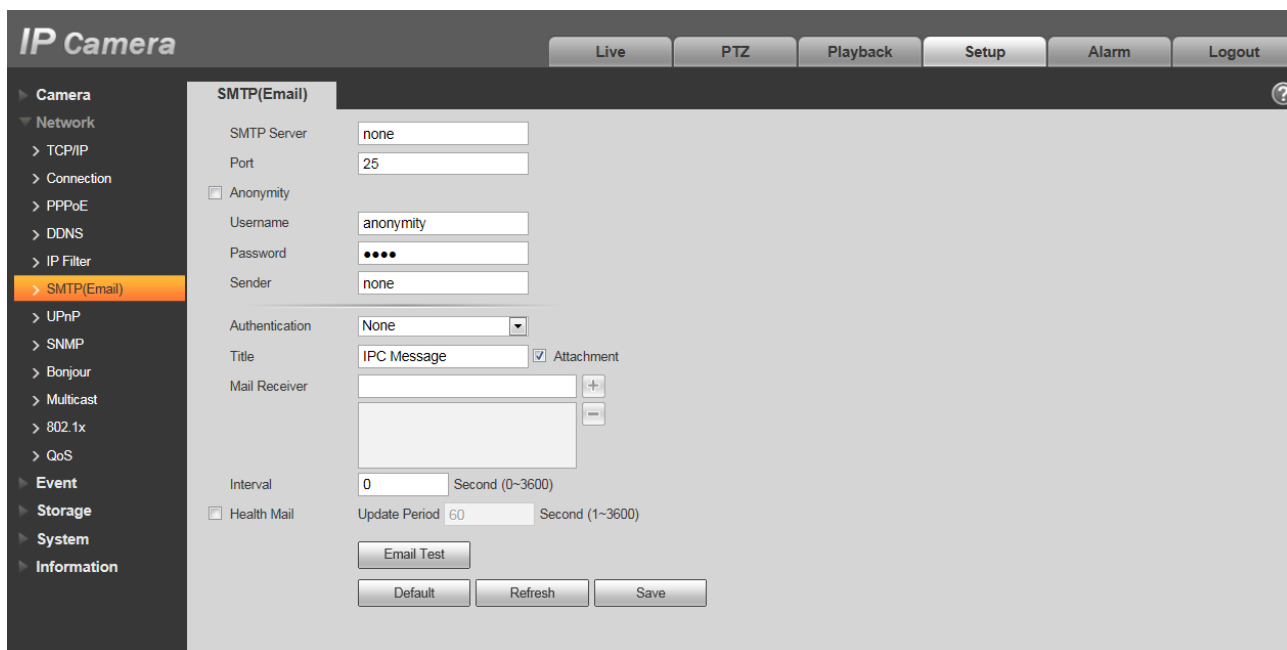 IP Camera
Live PTZ Playback Setup Alarm Logout
Camera
Network
TCP/IP
Connection
PPPoE
DDNS
IP Filter
SMTP(Email)
UPnP
SNMP
Bonjour
Multicast
802.1x
QoS
Event
Storage
System
Information
SMTP(Email)
?
SMTP Server none
Port 25
Anonymity
Username anonymity
Password ●●●●
Sender none
Authentication None
Title IPC Message Attachment
Mail Receiver
Interval 0 Second (0~3600)
Health Mail Update Period 60 Second (1~3600)
Email Test
Default Refresh Save